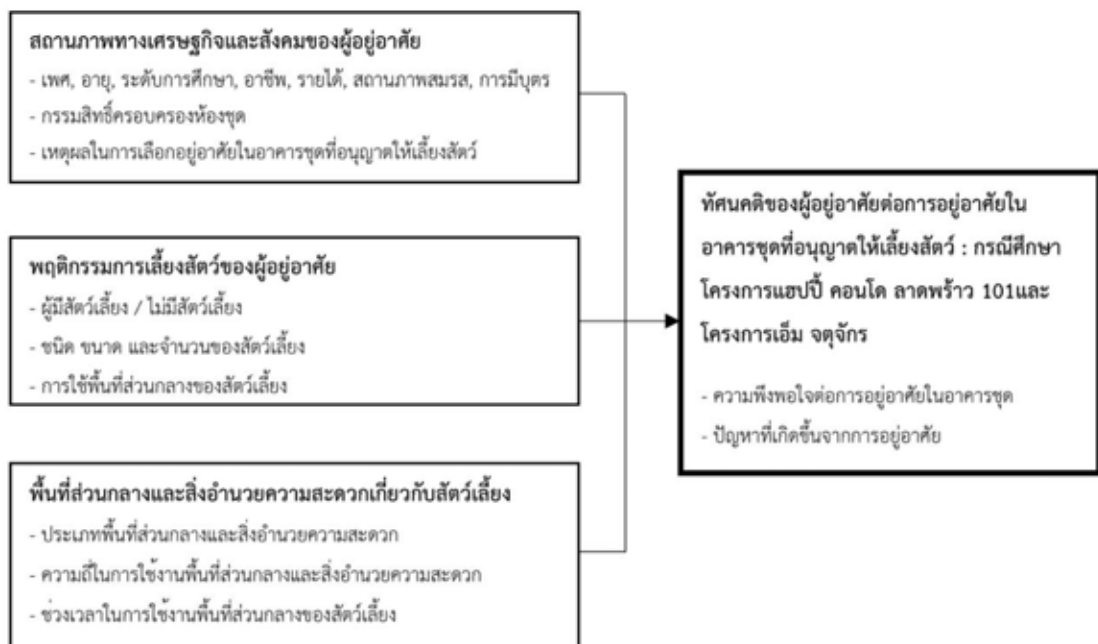 สถานภาพทางเศรษฐกิจและสังคมของผู้อยู่อาศัย
- เพศ, อายุ, ระดับการศึกษา, อาชีพ, รายได้, สถานภาพสมรส, การมีบุตร
- กรรมสิทธิ์ครอบครองห้องชุด
- เหตุผลในการเลือกอยู่อาศัยในอาคารชุดที่อนุญาตให้เลี้ยงสัตว์
พฤติกรรมการเลี้ยงสัตว์ของผู้อยู่อาศัย
- ผู้มีสัตว์เลี้ยง / ไม่มีสัตว์เลี้ยง
- ชนิด ขนาด และจำนวนของสัตว์เลี้ยง
- การใช้พื้นที่ส่วนกลางของสัตว์เลี้ยง
พื้นที่ส่วนกลางและสิ่งอำนวยความสะดวกเกี่ยวกับสัตว์เลี้ยง
- ประเภทพื้นที่ส่วนกลางและสิ่งอำนวยความสะดวก
- ความถี่ในการใช้งานพื้นที่ส่วนกลางและสิ่งอำนวยความสะดวก
- ช่วงเวลาในการใช้งานพื้นที่ส่วนกลางของสัตว์เลี้ยง
ทัศนคติของผู้อยู่อาศัยต่อการอยู่อาศัยใน
อาคารชุดที่อนุญาตให้เลี้ยงสัตว์ : กรณีศึกษา
โครงการแฮปปี้ คอนโด ลาดพร้าว 101และ
โครงการเอ็ม จตุจักร
- ความพึงพอใจต่อการอยู่อาศัยในอาคารชุด
- ปัญหาที่เกิดขึ้นจากการอยู่อาศัย